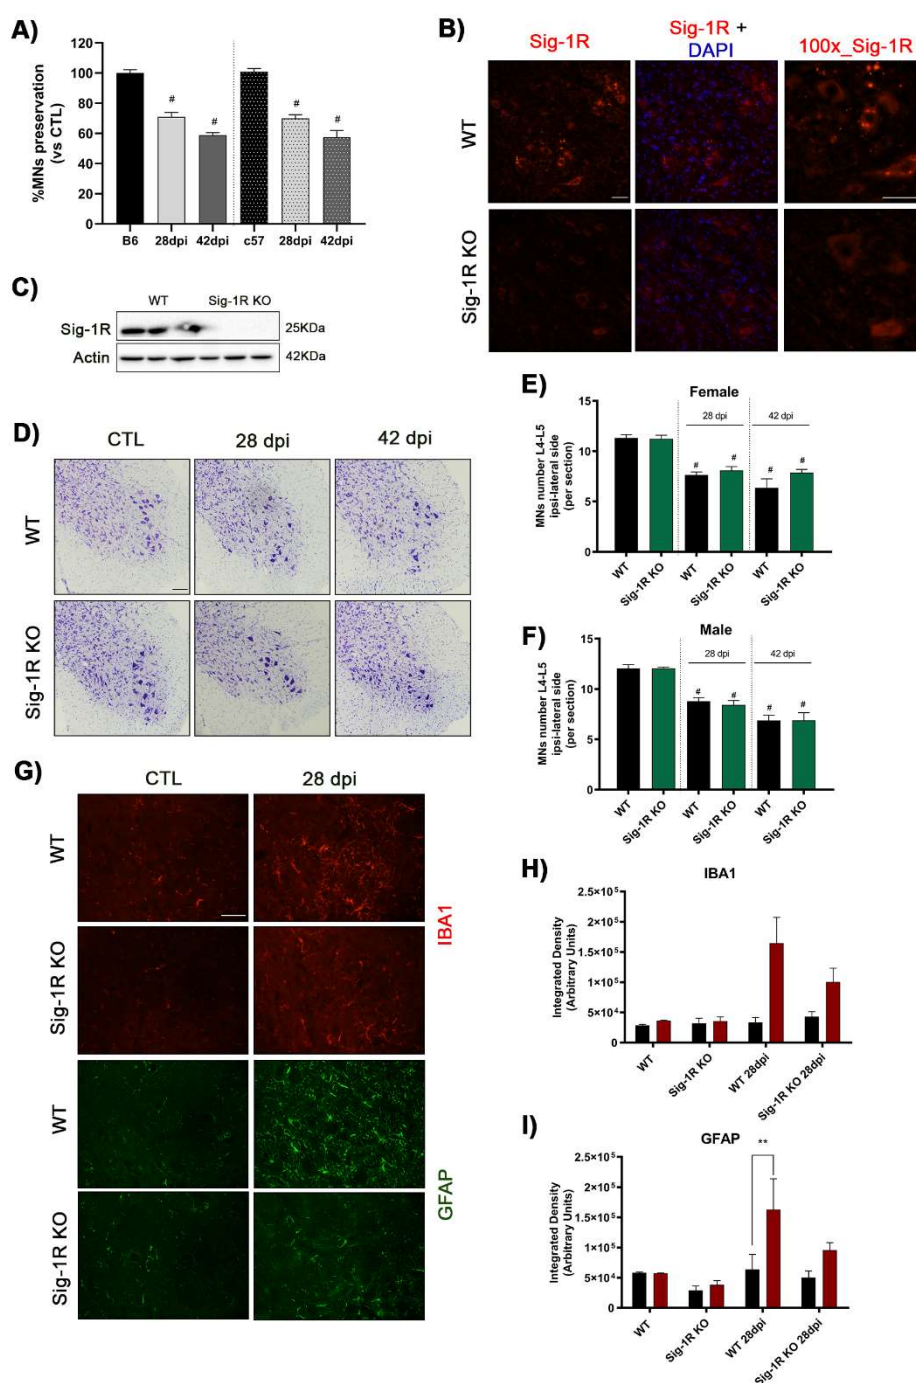 A)
%MNs preservation
(vs CTL)
120
100
80
60
40
20
0
#
#
#
#
B6
28dpi
42dpi
c57
28dpi
42dpi
B)
Sig-1R
Sig-1R +
DAPI
100x_Sig-1R
WT
Sig-1R KO
C)
WT
Sig-1R KO
Sig-1R
25KDa
Actin
42KDa
D)
CTL
28 dpi
42 dpi
WT
Sig-1R KO
E)
Female
MNs number L4-L5
ipsi-lateral side
(per section)
15
10
5
0
28 dpi
42 dpi
#
#
#
#
WT
Sig-1R KO
WT
Sig-1R KO
WT
Sig-1R KO
F)
Male
MNs number L4-L5
ipsi-lateral side
(per section)
15
10
5
0
28 dpi
42 dpi
#
#
#
#
WT
Sig-1R KO
WT
Sig-1R KO
WT
Sig-1R KO
G)
CTL
28 dpi
WT
Sig-1R KO
IBA1
WT
Sig-1R KO
GFAP
H)
IBA1
Integrated Density
(Arbitrary Units)
2.5×10⁵
2×10⁵
1.5×10⁵
1×10⁵
5×10⁴
0
WT
Sig-1R KO
WT 28dpi
Sig-1R KO 28dpi
I)
GFAP
Integrated Density
(Arbitrary Units)
2.5×10⁵
2×10⁵
1.5×10⁵
1×10⁵
5×10⁴
0
**
WT
Sig-1R KO
WT 28dpi
Sig-1R KO 28dpi